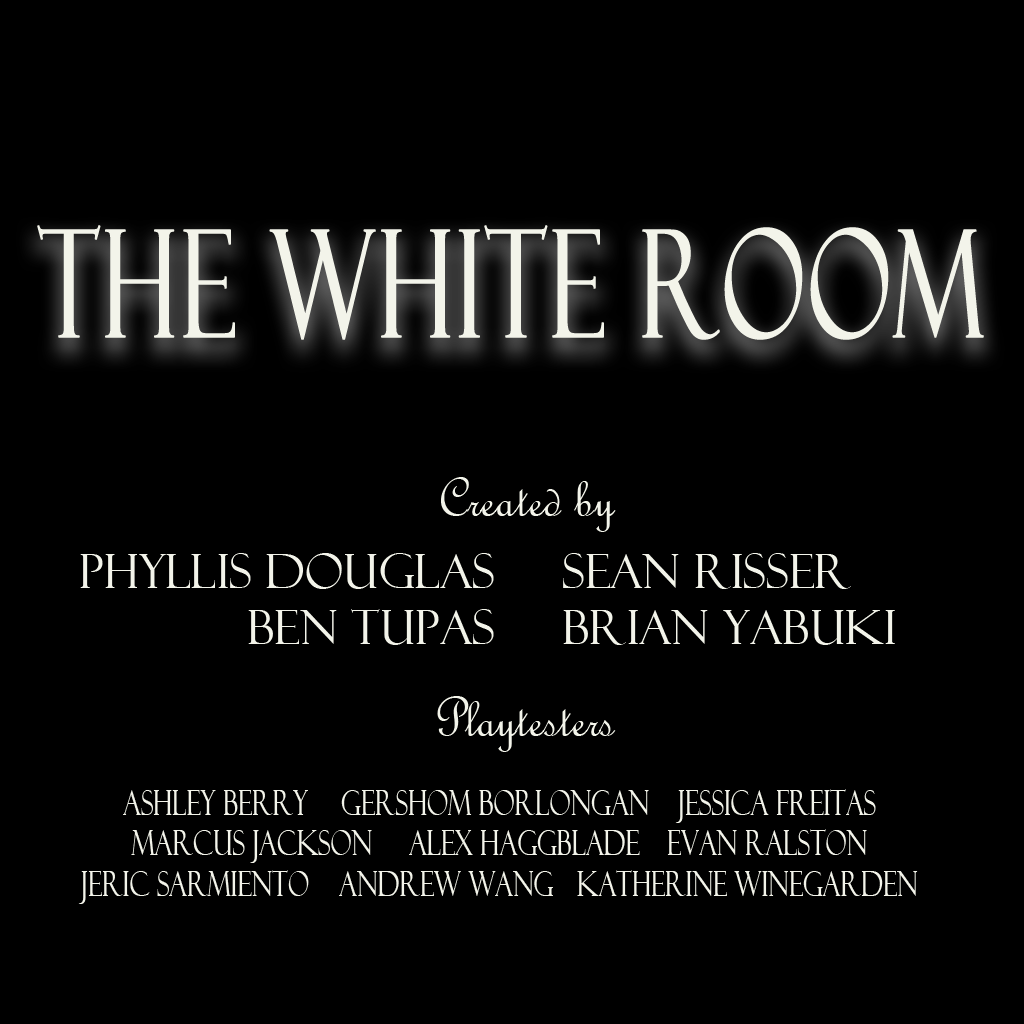 THE WHITE ROOM
Created by
PHYLLIS DOUGLAS SEAN RISSER
BEN TUPAS BRIAN YABUKI
Playtesters
ASHLEY BERRY GERSHOM BORLONGAN JESSICA FREITAS
MARCUS JACKSON ALEX HAGGBLADE EVAN RALSTON
JERIC SARMIENTO ANDREW WANG KATHERINE WINEGARDEN